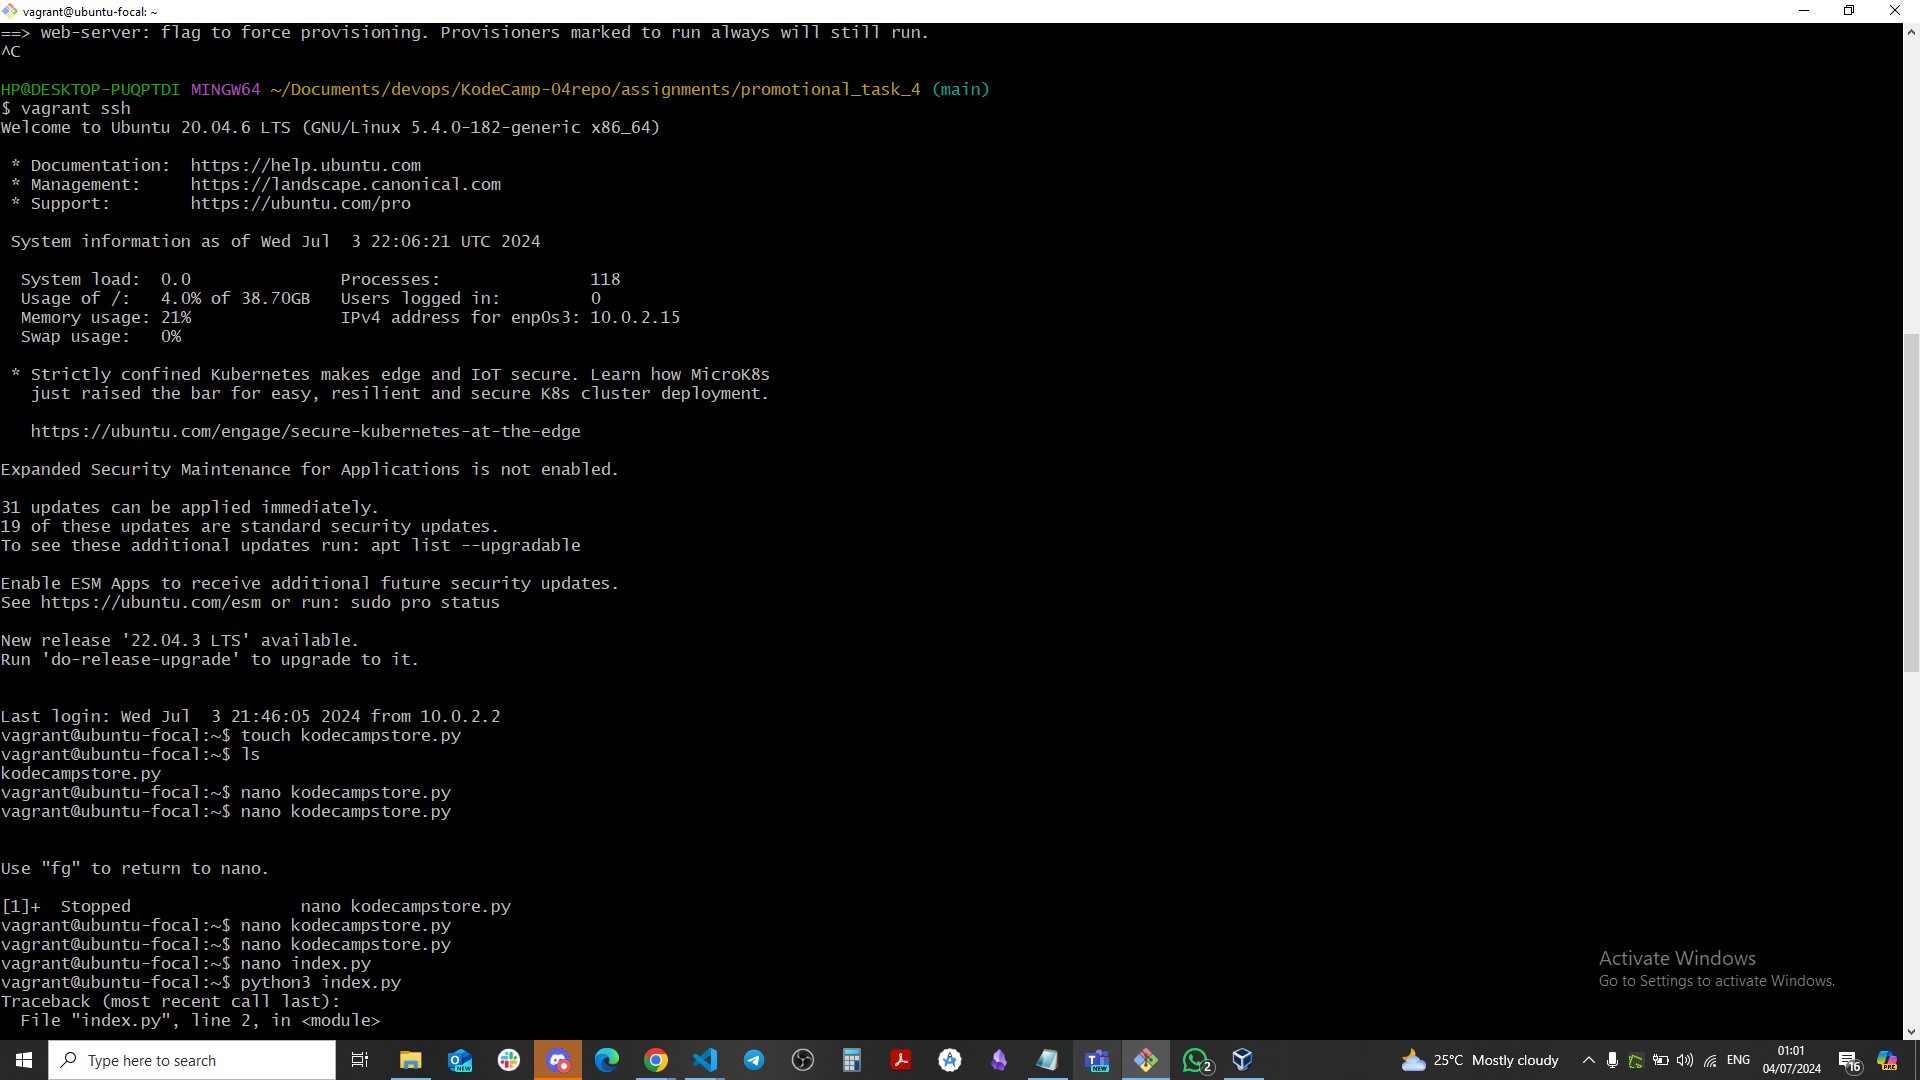 vagrant@ubuntu-focal: ~
==> web-server: flag to force provisioning. Provisioners marked to run always will still run.
^C
HP@DESKTOP-PUQPTDI MINGW64 ~/Documents/devops/KodeCamp-04repo/assignments/promotional_task_4 (main)
$ vagrant ssh
Welcome to Ubuntu 20.04.6 LTS (GNU/Linux 5.4.0-182-generic x86_64)
* Documentation:  https://help.ubuntu.com
* Management:     https://landscape.canonical.com
* Support:        https://ubuntu.com/pro
System information as of Wed Jul  3 22:06:21 UTC 2024
System load:  0.0               Processes:               118
Usage of /:   4.0% of 38.70GB   Users logged in:         0
Memory usage: 21%               IPv4 address for enp0s3: 10.0.2.15
Swap usage:   0%
* Strictly confined Kubernetes makes edge and IoT secure. Learn how MicroK8s
just raised the bar for easy, resilient and secure K8s cluster deployment.
https://ubuntu.com/engage/secure-kubernetes-at-the-edge
Expanded Security Maintenance for Applications is not enabled.
31 updates can be applied immediately.
19 of these updates are standard security updates.
To see these additional updates run: apt list --upgradable
Enable ESM Apps to receive additional future security updates.
See https://ubuntu.com/esm or run: sudo pro status
New release '22.04.3 LTS' available.
Run 'do-release-upgrade' to upgrade to it.
Last login: Wed Jul  3 21:46:05 2024 from 10.0.2.2
vagrant@ubuntu-focal:~$ touch kodecampstore.py
vagrant@ubuntu-focal:~$ ls
kodecampstore.py
vagrant@ubuntu-focal:~$ nano kodecampstore.py
vagrant@ubuntu-focal:~$ nano kodecampstore.py
Use "fg" to return to nano.
[1]+  Stopped                 nano kodecampstore.py
vagrant@ubuntu-focal:~$ nano kodecampstore.py
vagrant@ubuntu-focal:~$ nano kodecampstore.py
vagrant@ubuntu-focal:~$ nano index.py
vagrant@ubuntu-focal:~$ python3 index.py
Traceback (most recent call last):
File "index.py", line 2, in <module>
Activate Windows
Go to Settings to activate Windows.
Type here to search
NEW
NEW
2
25°C  Mostly cloudy
ENG
01:01
04/07/2024
16
PRE